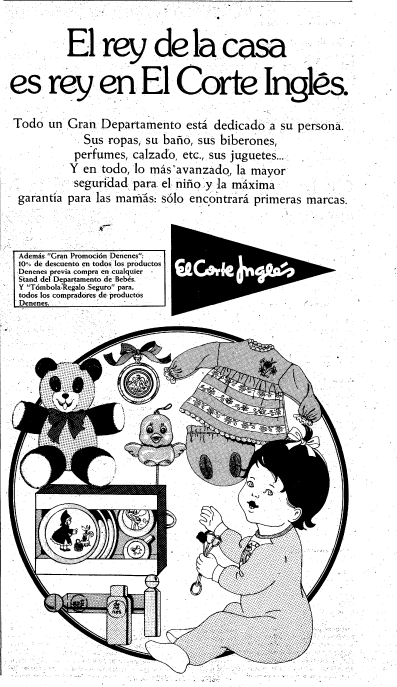 El rey de la casa
es rey en El Corte Inglés.
Todo un Gran Departamento está dedicado a su persona.
Sus ropas, su baño, sus biberones,
perfumes, calzado, etc., sus juguetes...
Y en todo, lo más avanzado, la mayor
seguridad para el niño y la máxima
garantía para las mamás: sólo encontrará primeras marcas.
Además "Gran Promoción Denenes":
10% de descuento en todos los productos
Denenes previa compra en cualquier
Stand del Departamento de Bebés.
Y "Tómbola-Regalo Seguro" para
todos los compradores de productos
Denenes.
El Corte Inglés